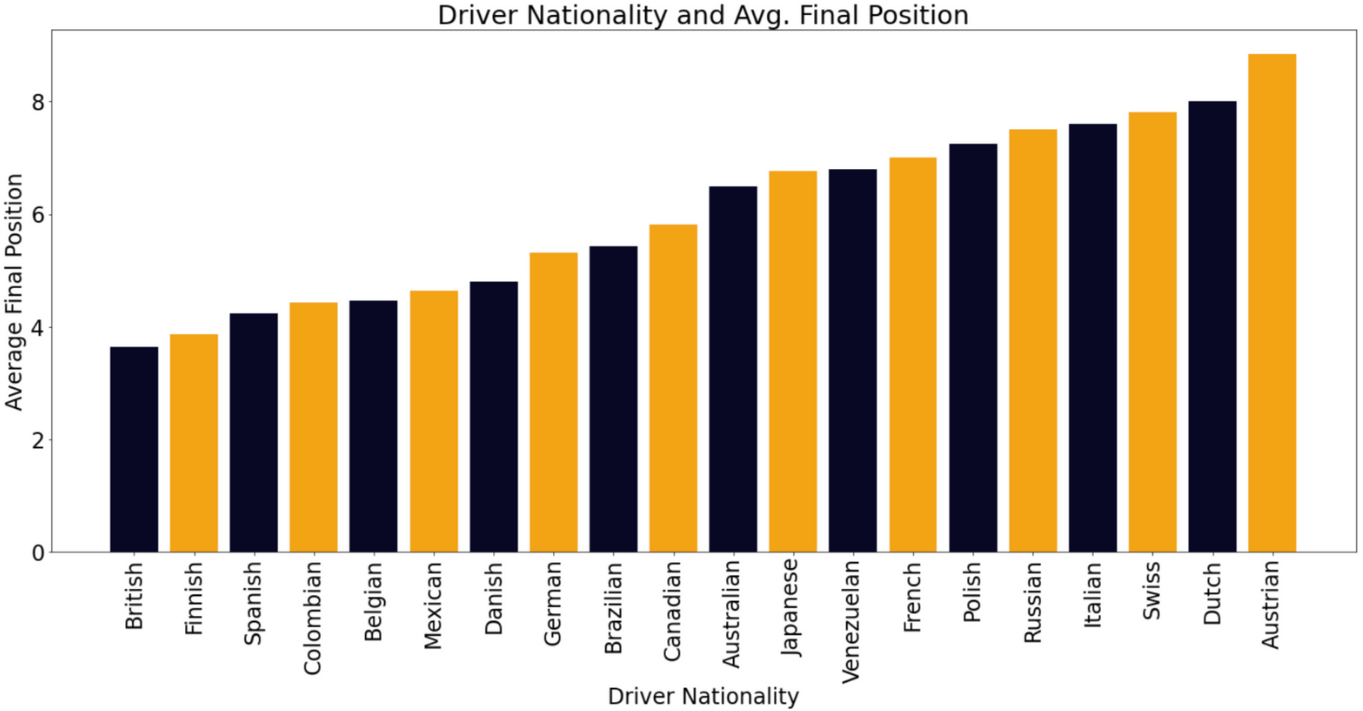 Driver Nationality and Avg. Final Position
Average Final Position
8
6
4
2
0
British
Finnish
Spanish
Colombian
Belgian
Mexican
Danish
German
Brazilian
Canadian
Australian
Japanese
Venezuelan
French
Polish
Russian
Italian
Swiss
Dutch
Austrian
Driver Nationality